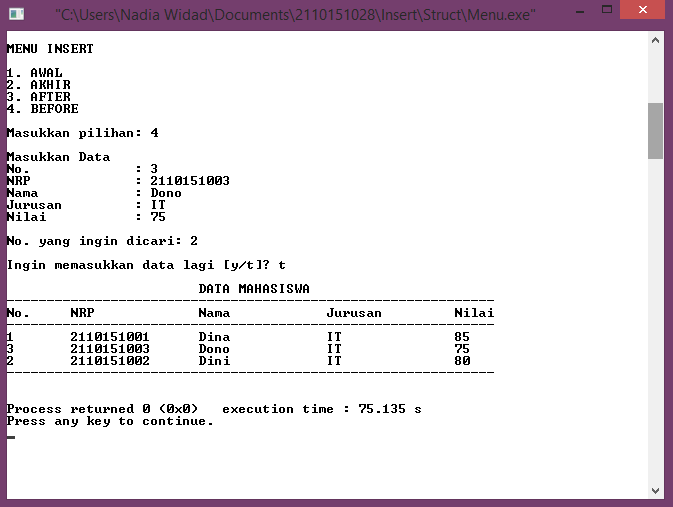 "C:\Users\Nadia Widad\Documents\2110151028\Insert\Struct\Menu.exe"
MENU INSERT
1. AWAL
2. AKHIR
3. AFTER
4. BEFORE
Masukkan pilihan: 4
Masukkan Data
No. : 3
NRP : 2110151003
Nama : Dono
Jurusan : IT
Nilai : 75
No. yang ingin dicari: 2
Ingin memasukkan data lagi [y/t]? t
DATA MAHASISWA
No. NRP Nama Jurusan Nilai
1 2110151001 Dina IT 85
3 2110151003 Dono IT 75
2 2110151002 Dini IT 80
Process returned 0 (0x0) execution time : 75.135 s
Press any key to continue.